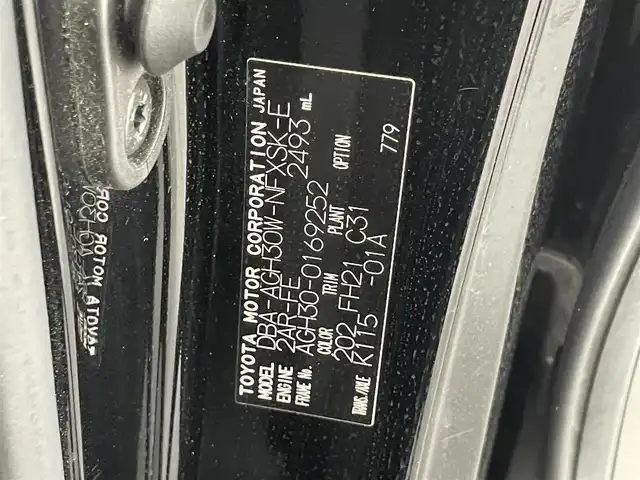 TOYOTA MOTOR CORPORATION JAPAN
MODEL DBA-AGH30W-NFXSK-E
ENGINE 2AR-FE 2493 mL
FRAME No. AGH30-0169252
COLOR TRIM PLANT OPTION
202 FH21 C31
TRANS./AXLE K115 -01A 779